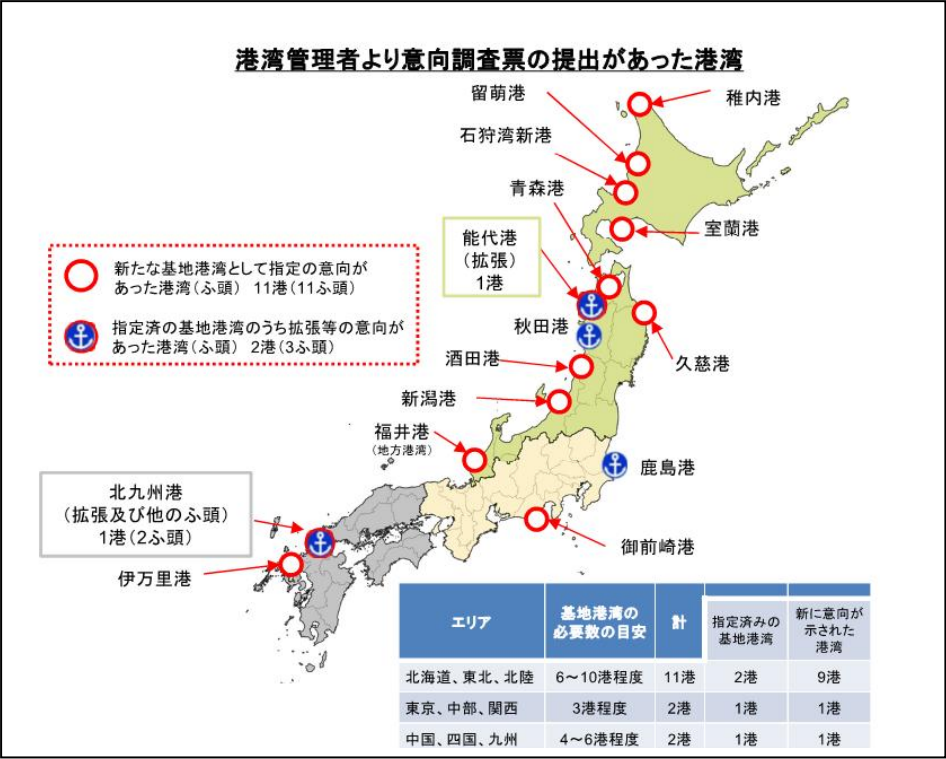 港湾管理者より意向調査票の提出があった港湾
留萌港
稚内港
石狩湾新港
青森港
室蘭港
能代港
(拡張)
1港
新たな基地港湾として指定の意向が
あった港湾(ふ頭) 11港(11ふ頭)
指定済の基地港湾のうち拡張等の意向が
あった港湾(ふ頭) 2港(3ふ頭)
秋田港
久慈港
酒田港
新潟港
福井港
(地方港湾)
鹿島港
北九州港
(拡張及び他のふ頭)
1港(2ふ頭)
御前崎港
伊万里港
エリア 基地港湾の 計 指定済みの 新に意向が
必要数の目安 基地港湾 示された
港湾
北海道、東北、北陸 6~10港程度 11港 2港 9港
東京、中部、関西 3港程度 2港 1港 1港
中国、四国、九州 4~6港程度 2港 1港 1港